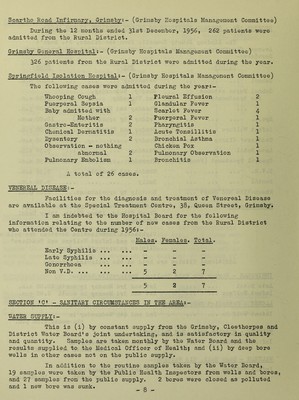 Scartho Road Infirmary, Grimsby:- (Grimsby Hospitals Management Committee)
During the 12 months ended 31st December, 1956, 262 patients were
admitted from the Rural District.
Grimsby General Hospital:- (Grimsby Hospitals Management Committee)
326 patients from the Rural District were admitted during the year.
Springfield Isolation Hospital:- (Grimsby Hospitals Management Committee)
The following cases were admitted during the year:-
Whooping Cough 1 Pleural Effusion 2
Puerperal Sepsis 1 Glandular Fever 1
Baby admitted with Scarlet Fever 4
Mother 2 Puerperal Fever 1
Gastro-Enteritis 2 Pharyngitis 1
Chemical Dermatitis 1 Acute Tonsillitis 1
Dysentery 2 Bronchial Asthma 1
Observation - nothing Chicken Pox 1
abnormal 2 Pulmonary Observation 1
Pulmonary Embolism 1 Bronchitis 1
A total of 26 cases.
VENEREAL DISEASE:-
Facilities for the diagnosis and treatment of Venereal Disease
are available at the Special Treatment Centre, 38, Queen Street, Grimsby.
I am indebted to the Hospital Board for the following
information relating to the number of new cases from the Rural District
who attended the Centre during 1956:-
Males. Females. Total.
Early Syphilis ... ... - - -
Late Syphilis ... ... - - -
Gonorrhoea ... ... - - -
Non V.D. ... ... ... 5 2 7
5 2 7
SECTION 'C' - SANITARY CIRCUMSTANCES IN THE AREA:-
WATER SUPPLY:-
This is (i) by constant supply from the Grimsby, Cleethorpes and
District Water Board's joint undertaking, and is satisfactory in quality
and quantity. Samples are taken monthly by the Water Board and the
results supplied to the Medical Officer of Health; and (ii) by deep bore
wells in other cases not on the public supply.
In addition to the routine samples taken by the Water Board,
19 samples were taken by the Public Health Inspectors from wells and bores,
and 27 samples from the public supply. 2 bores were closed as polluted
and 1 new bore was sunk.
- 8 -